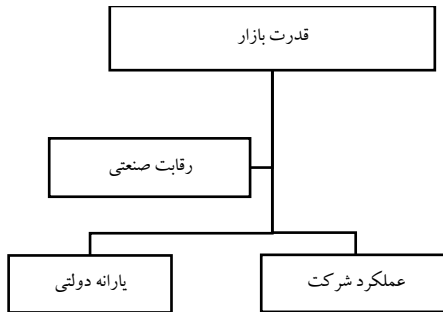 قدرت بازار
رقابت صنعتی
عملکرد شرکت
یارانه دولتی